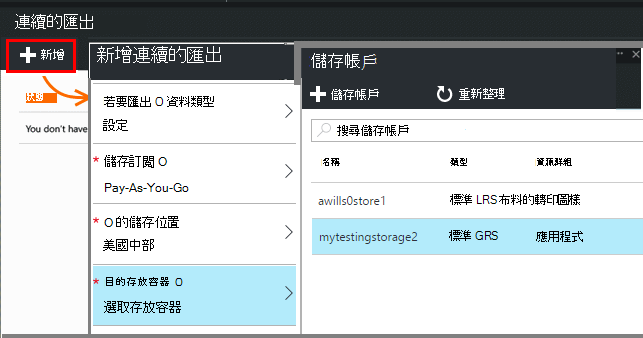 連續的匯出
新增
狀態
You don't have
新增連續的匯出
若要匯出 O 資料類型
設定
* 儲存訂閱 O
Pay-As-You-Go
* O 的儲存位置
美國中部
* 目的存放容器 O
選取存放容器
儲存帳戶
儲存帳戶 重新整理
搜尋儲存帳戶
名稱 類型 資源群組
awills0store1 標準 LRS布料的轉印圖樣
mytestingstorage2 標準 GRS 應用程式